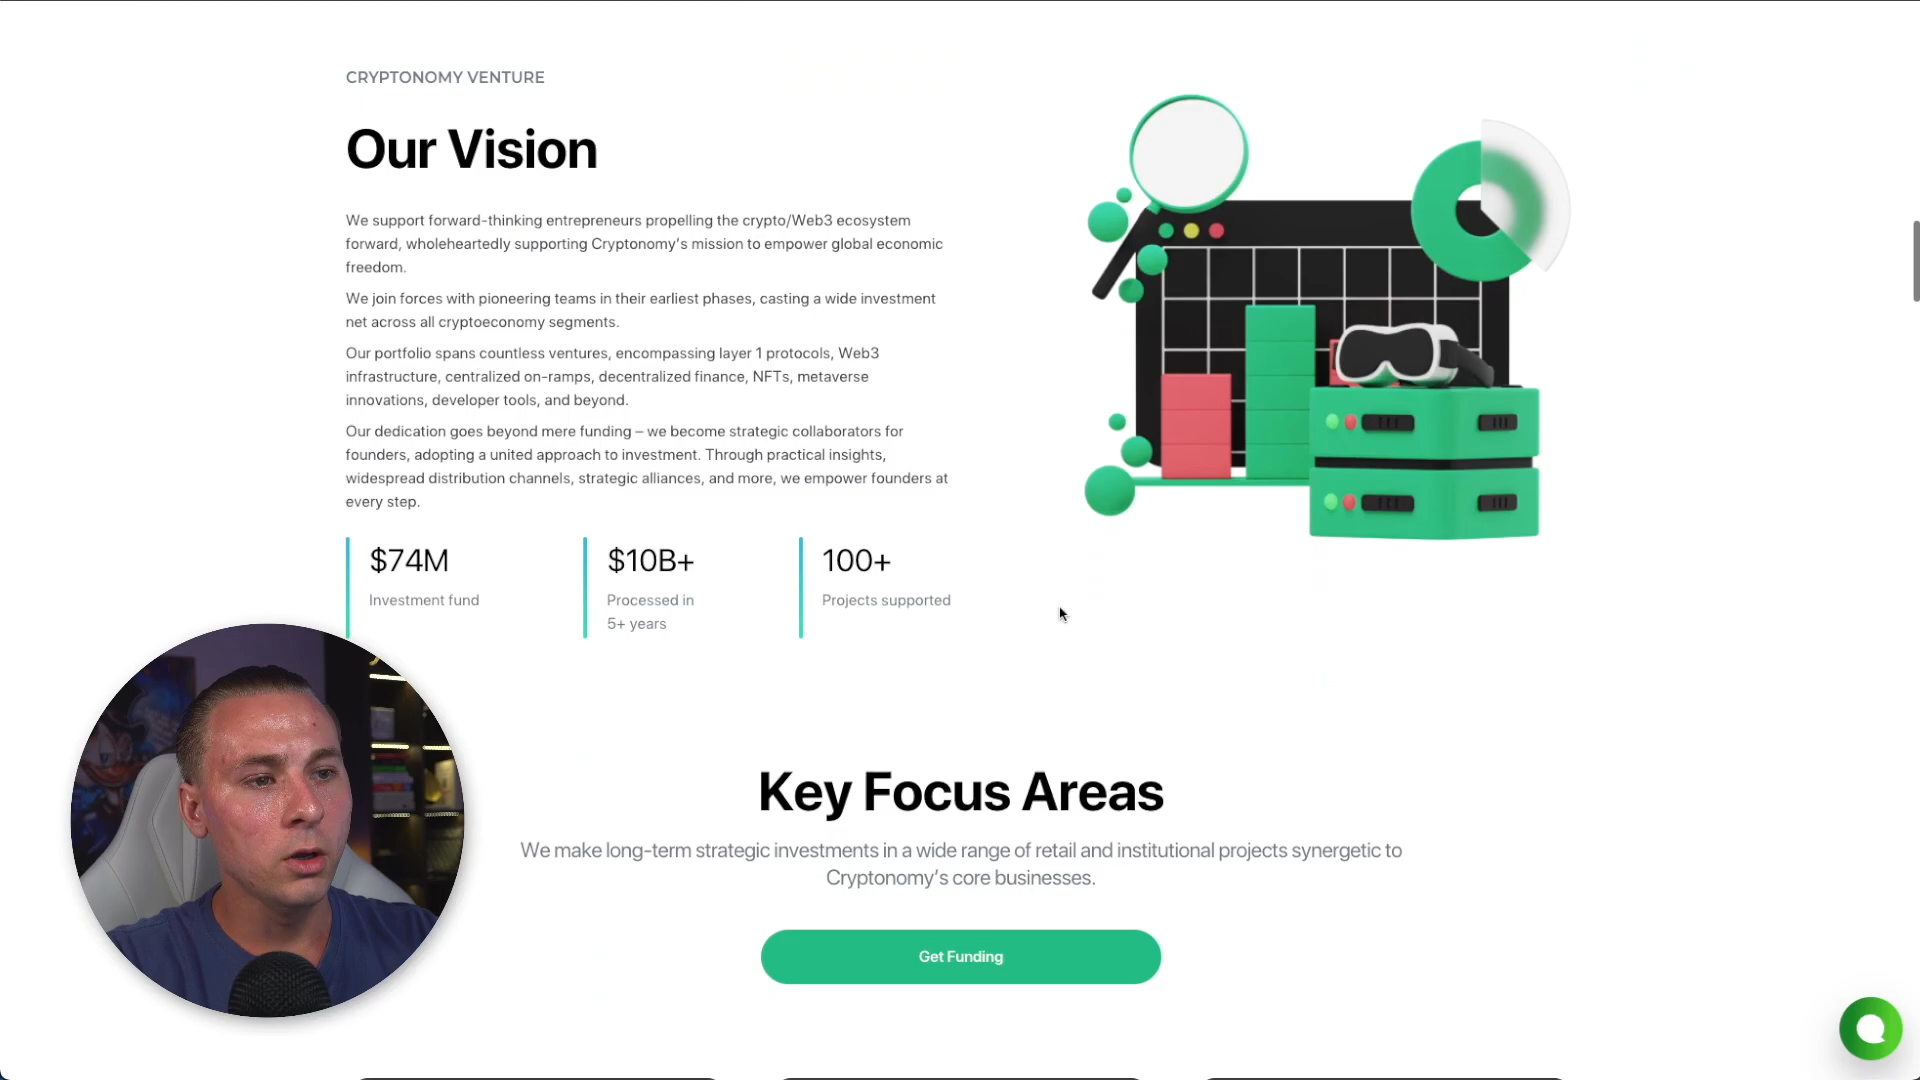 CRYPTONOMY VENTURE
Our Vision
We support forward-thinking entrepreneurs propelling the crypto/Web3 ecosystem
forward, wholeheartedly supporting Cryptonomy's mission to empower global economic
freedom.
We join forces with pioneering teams in their earliest phases, casting a wide investment
net across all cryptoeconomy segments.
Our portfolio spans countless ventures, encompassing layer 1 protocols, Web3
infrastructure, centralized on-ramps, decentralized finance, NFTs, metaverse
innovations, developer tools, and beyond.
Our dedication goes beyond mere funding – we become strategic collaborators for
founders, adopting a united approach to investment. Through practical insights,
widespread distribution channels, strategic alliances, and more, we empower founders at
every step.
$74M
Investment fund
$10B+
Processed in
5+ years
100+
Projects supported
Key Focus Areas
We make long-term strategic investments in a wide range of retail and institutional projects synergetic to
Cryptonomy's core businesses.
Get Funding